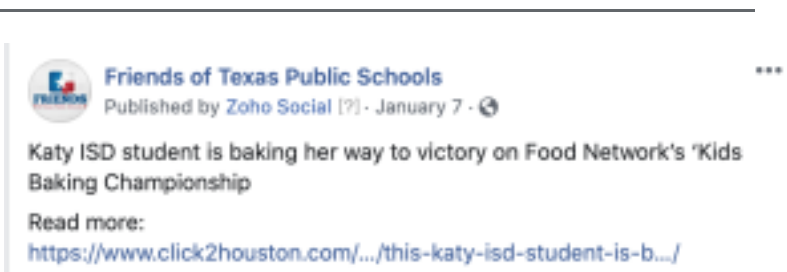 FRIENDS
Friends of Texas Public Schools
Published by Zoho Social [?] · January 7 ·
Katy ISD student is baking her way to victory on Food Network's 'Kids
Baking Championship
Read more:
https://www.click2houston.com/.../this-katy-isd-student-is-b.../